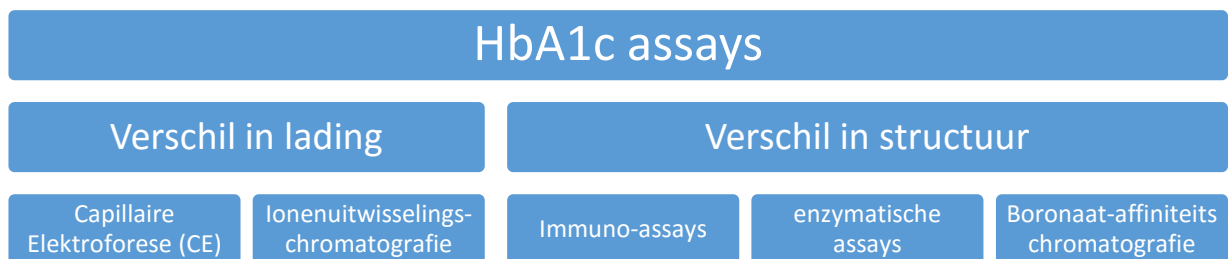 HbA1c assays
Verschil in lading
Verschil in structuur
Capillaire
Elektroforese (CE)
Ionenuitwisselings-
chromatografie
Immuno-assays
enzymatische
assays
Boronaat-affiniteits
chromatografie